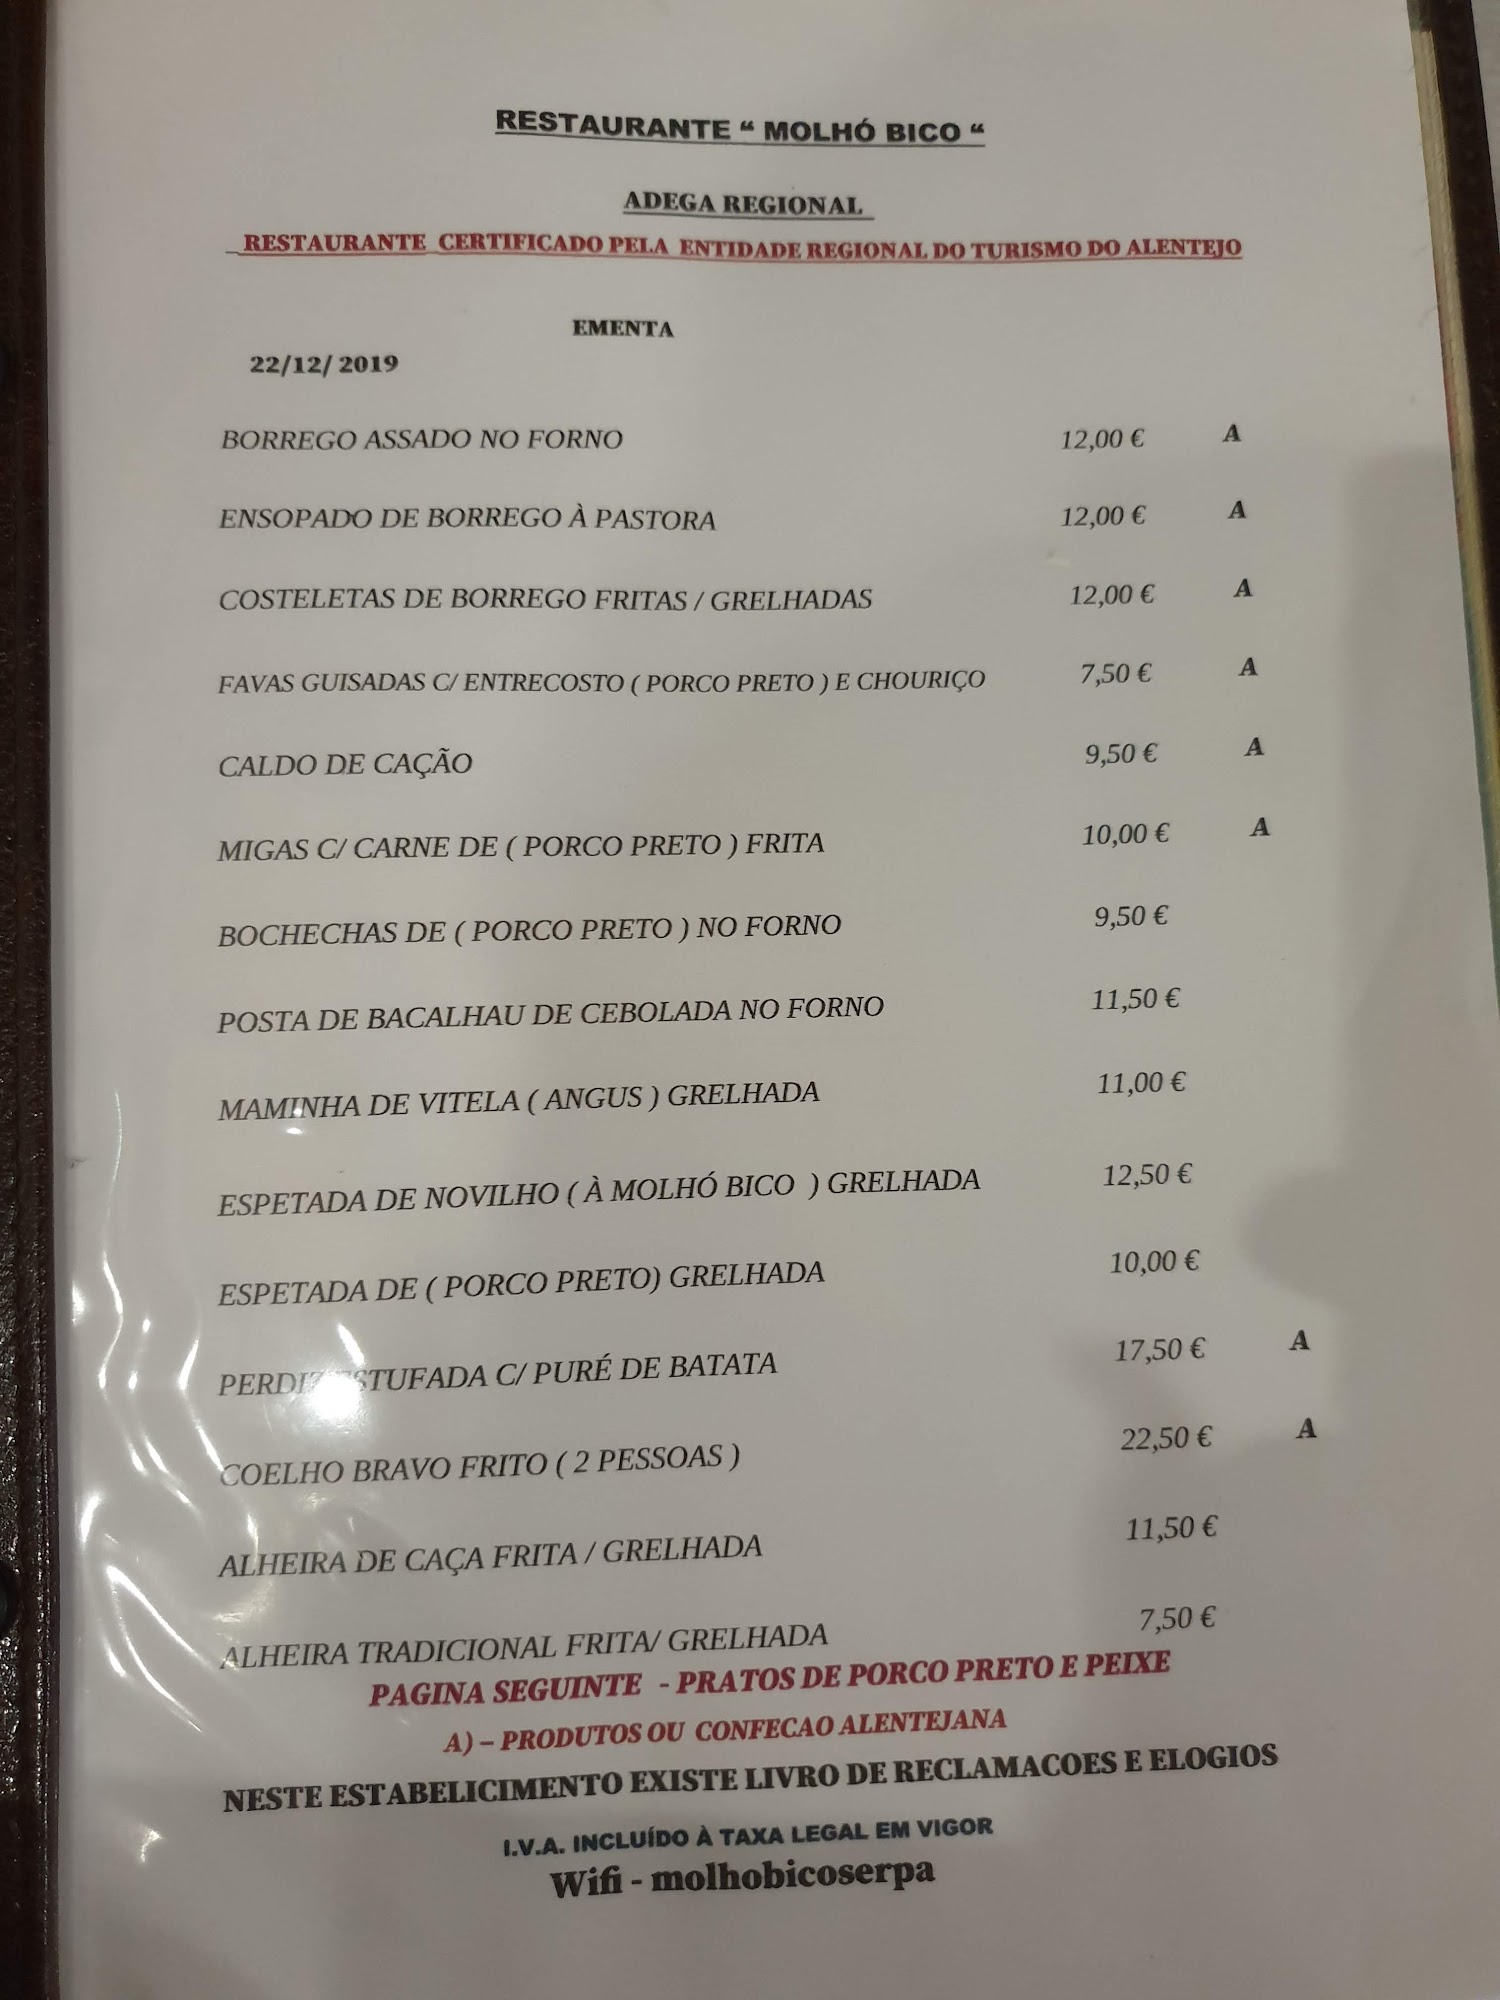 RESTAURANTE “ MOLHÓ BICO “
ADEGA REGIONAL
RESTAURANTE CERTIFICADO PELA ENTIDADE REGIONAL DO TURISMO DO ALENTEJO
EMENTA
22/12/ 2019
BORREGO ASSADO NO FORNO 12,00 € A
ENSOPADO DE BORREGO À PASTORA 12,00 € A
COSTELETAS DE BORREGO FRITAS / GRELHADAS 12,00 € A
FAVAS GUISADAS C/ ENTRECOSTO ( PORCO PRETO ) E CHOURIÇO 7,50 € A
CALDO DE CAÇÃO 9,50 € A
MIGAS C/ CARNE DE ( PORCO PRETO ) FRITA 10,00 € A
BOCHECHAS DE ( PORCO PRETO ) NO FORNO 9,50 €
POSTA DE BACALHAU DE CEBOLADA NO FORNO 11,50 €
MAMINHA DE VITELA ( ANGUS ) GRELHADA 11,00 €
ESPETADA DE NOVILHO ( À MOLHÓ BICO ) GRELHADA 12,50 €
ESPETADA DE ( PORCO PRETO) GRELHADA 10,00 €
PERDIZ ESTUFADA C/ PURÉ DE BATATA 17,50 € A
COELHO BRAVO FRITO ( 2 PESSOAS ) 22,50 € A
ALHEIRA DE CAÇA FRITA / GRELHADA 11,50 €
ALHEIRA TRADICIONAL FRITA/ GRELHADA 7,50 €
PAGINA SEGUINTE - PRATOS DE PORCO PRETO E PEIXE
A) – PRODUTOS OU CONFECAO ALENTEJANA
NESTE ESTABELICIMENTO EXISTE LIVRO DE RECLAMACOES E ELOGIOS
I.V.A. INCLUÍDO À TAXA LEGAL EM VIGOR
Wifi - molhobicoserpa